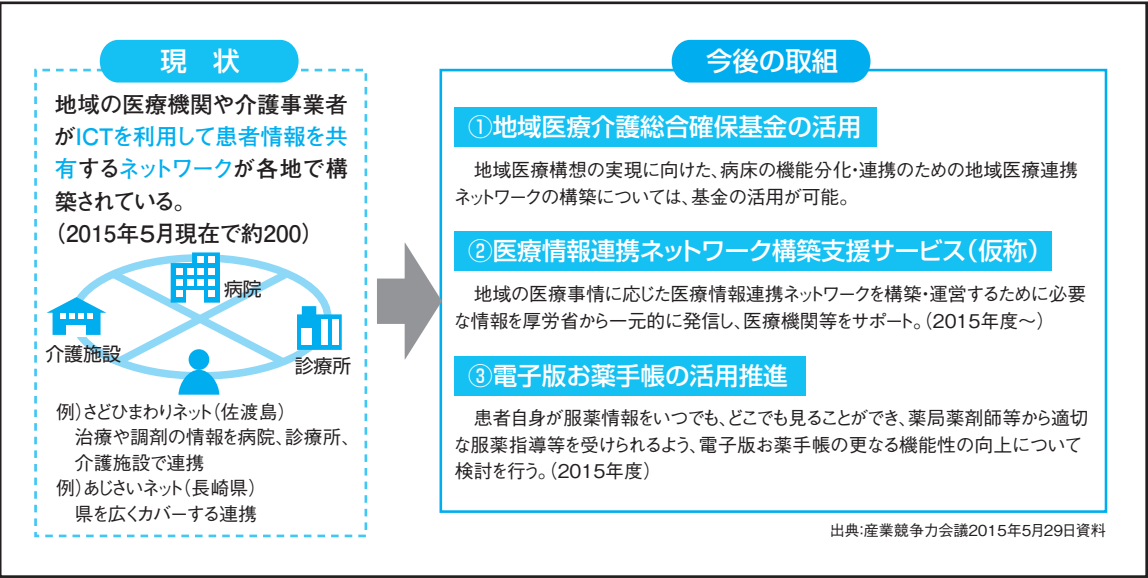 現 状
地域の医療機関や介護事業者
がICTを利用して患者情報を共
有するネットワークが各地で構
築されている。
（2015年5月現在で約200）
病院
介護施設
診療所
例）さどひまわりネット（佐渡島）
治療や調剤の情報を病院、診療所、
介護施設で連携
例）あじさいネット（長崎県）
県を広くカバーする連携
今後の取組
①地域医療介護総合確保基金の活用
地域医療構想の実現に向けた、病床の機能分化・連携のための地域医療連携
ネットワークの構築については、基金の活用が可能。
②医療情報連携ネットワーク構築支援サービス（仮称）
地域の医療事情に応じた医療情報連携ネットワークを構築・運営するために必要
な情報を厚労省から一元的に発信し、医療機関等をサポート。（2015年度～）
③電子版お薬手帳の活用推進
患者自身が服薬情報をいつでも、どこでも見ることができ、薬局薬剤師等から適切
な服薬指導等を受けられるよう、電子版お薬手帳の更なる機能性の向上について
検討を行う。（2015年度）
出典：産業競争力会議2015年5月29日資料